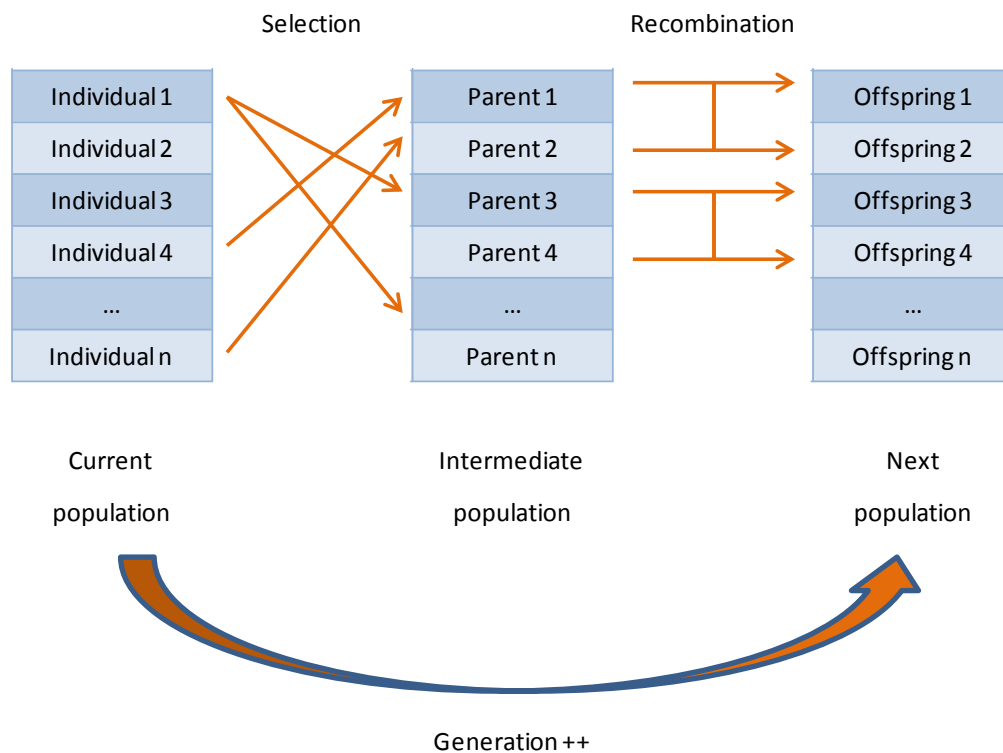 Selection
Recombination
Individual 1
Individual 2
Individual 3
Individual 4
...
Individual n
Parent 1
Parent 2
Parent 3
Parent 4
...
Parent n
Offspring 1
Offspring 2
Offspring 3
Offspring 4
...
Offspring n
Current
population
Intermediate
population
Next
population
Generation ++